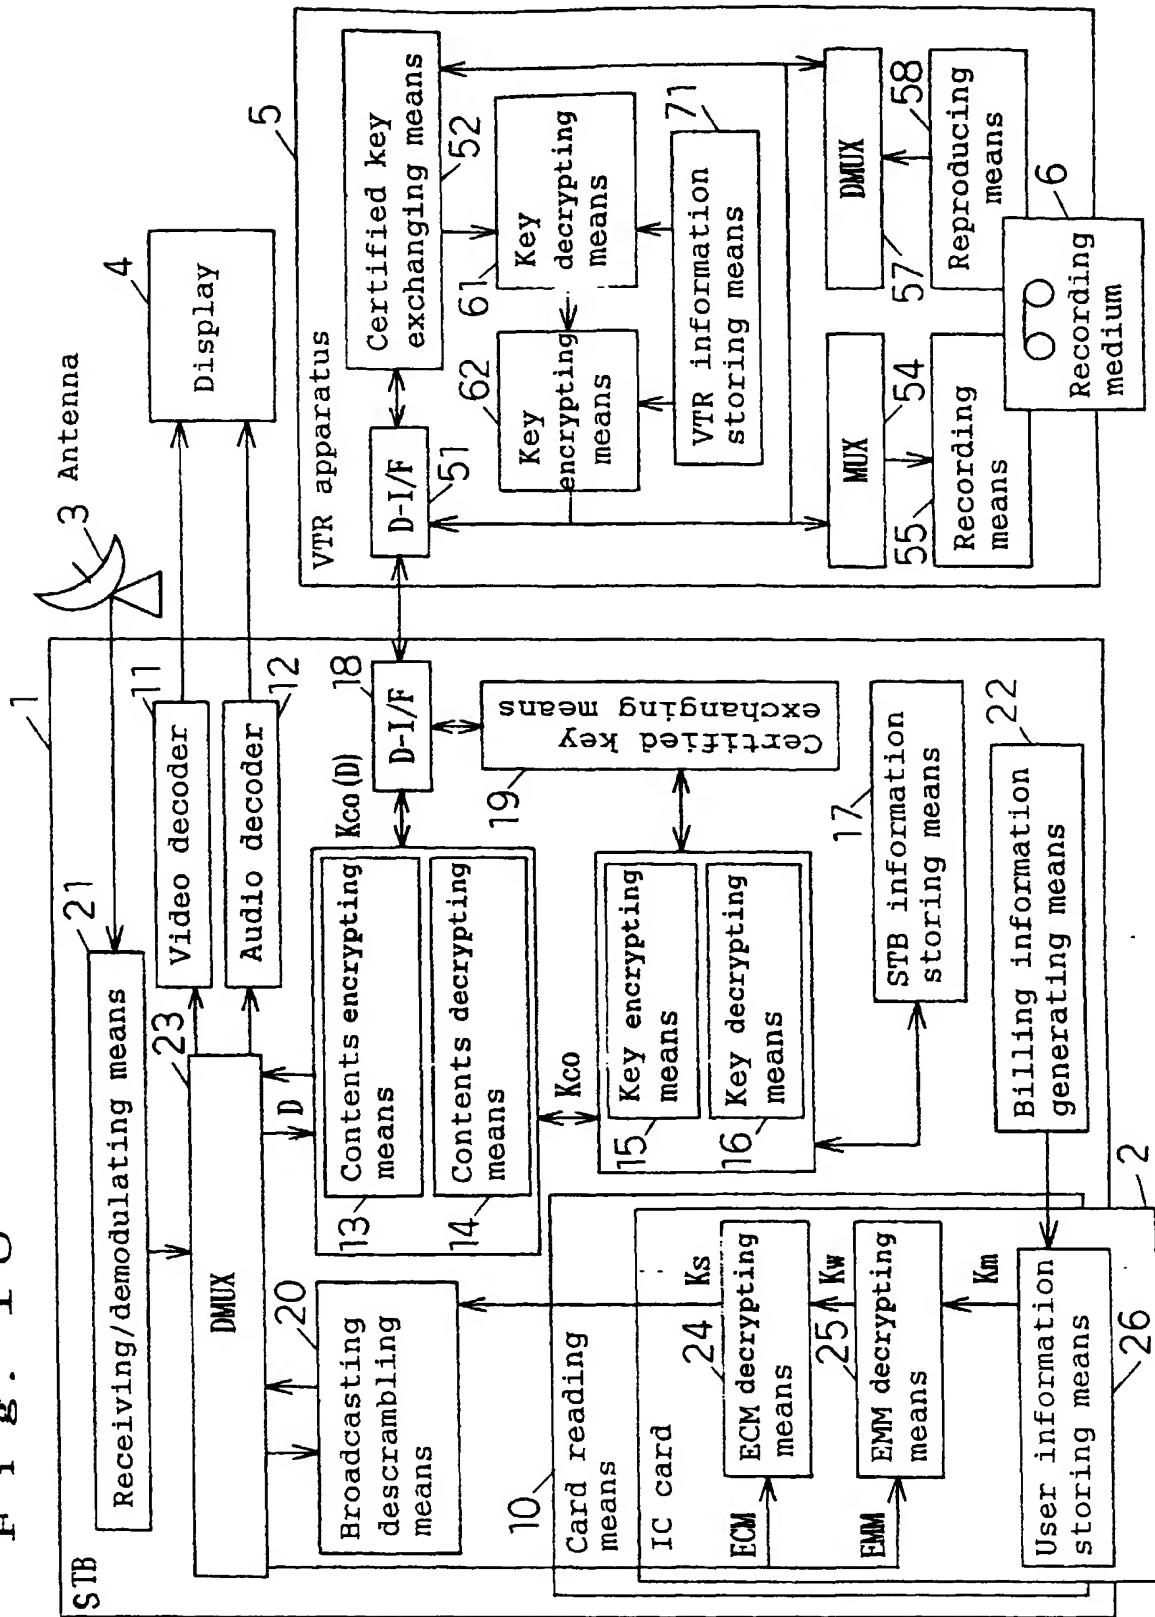 Fig. 10
STB
1
Receiving/demodulating means
21
Antenna
3
DMUX
23
Video decoder
11
Audio decoder
12
Display
4
Broadcasting
descrambling
means
20
D
Contents encrypting
means
13
Contents decrypting
means
14
Kco(D)
D-I/F
18
Certified key
exchanging means
19
Kco
Key encrypting
means
15
Key decrypting
means
16
STB information
storing means
17
Billing information
generating means
22
10
Card reading
means
IC card
2
ECM
EMM
ECM decrypting
means
24
Ks
EMM decrypting
means
25
Kw
Km
User information
storing means
26
VTR apparatus
5
D-I/F
51
Certified key
exchanging means
52
Key
decrypting
means
61
Key
encrypting
means
62
VTR information
storing means
71
MUX
54
Recording
means
55
DMUX
57
Reproducing
means
58
Recording
medium
6